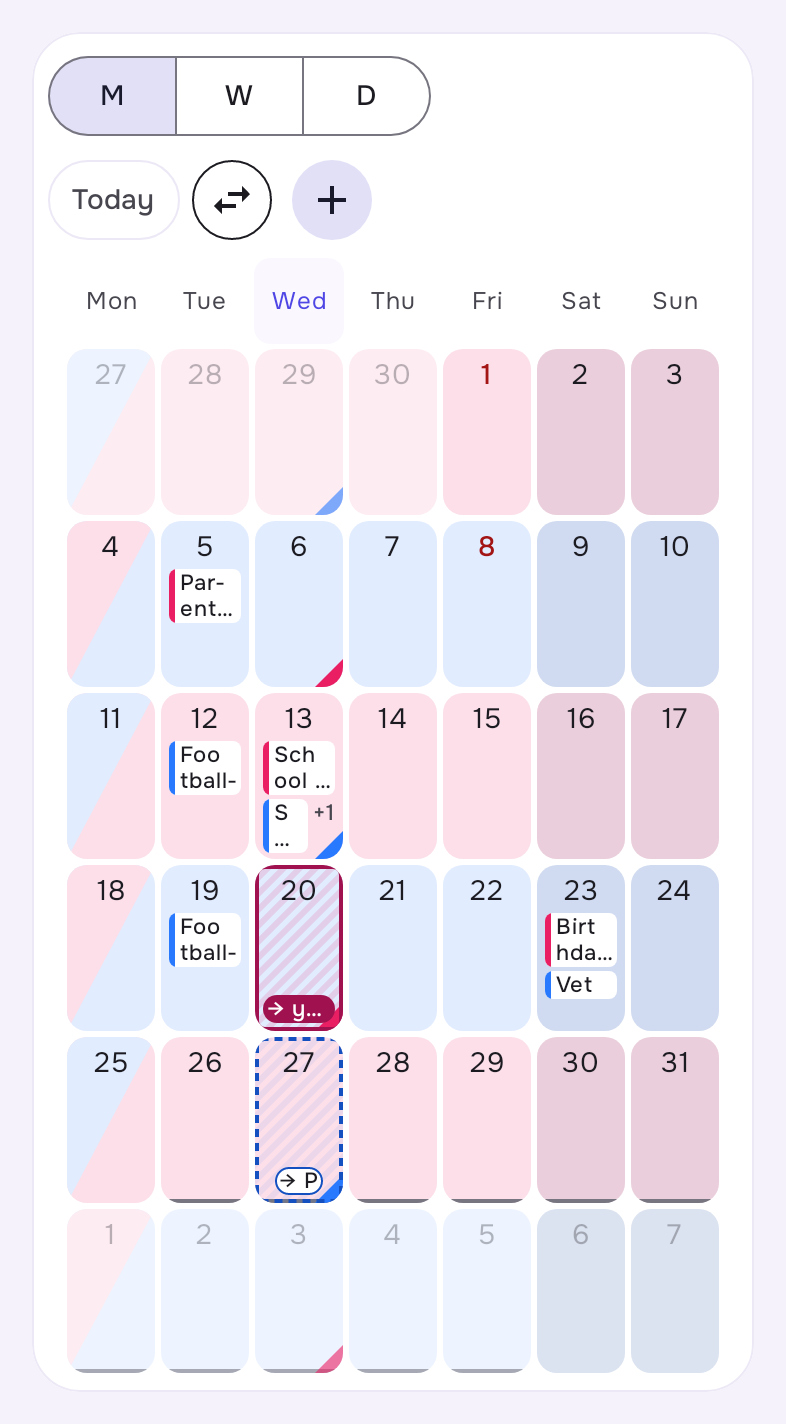 M W D
Today
Mon Tue Wed Thu Fri Sat Sun
27 28 29 30 1 2 3
4 5 6 7 8 9 10
Par-
ent...
11 12 13 14 15 16 17
Foo
tball-
Sch
ool ...
S
...
+1
18 19 20 21 22 23 24
Foo
tball-
y...
Birt
hda...
Vet
25 26 27 28 29 30 31
P
1 2 3 4 5 6 7